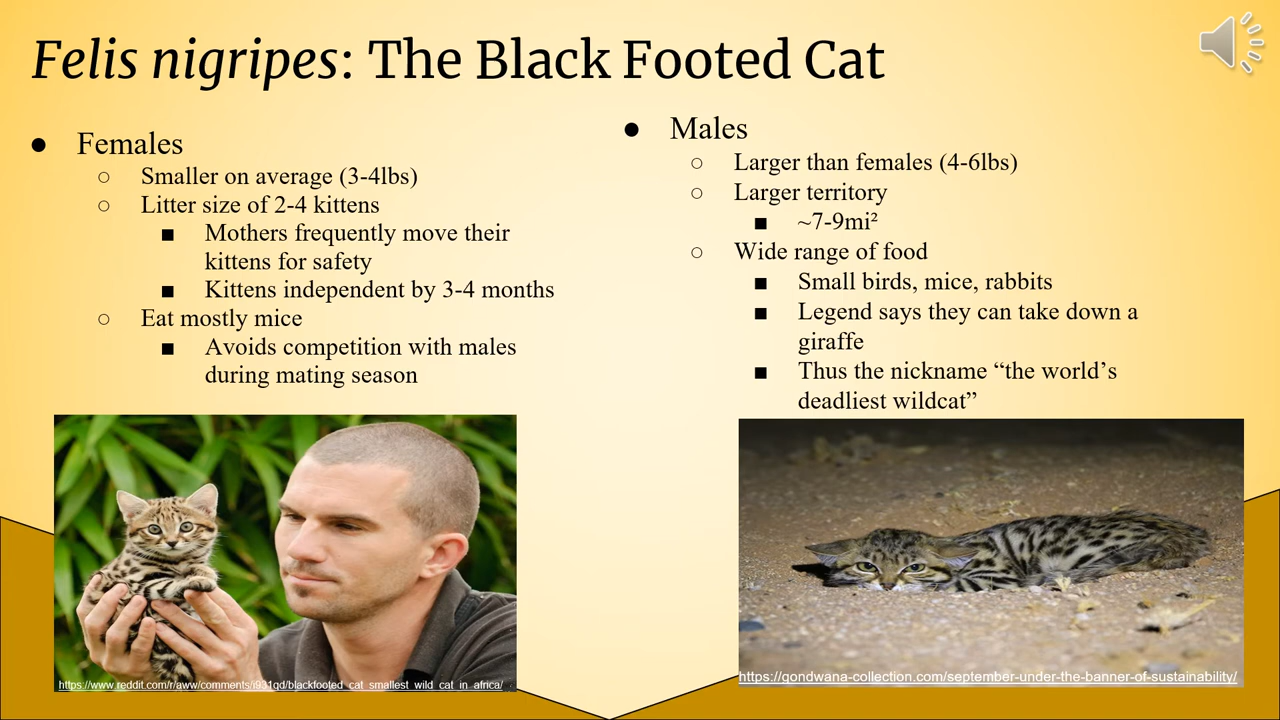 Felis nigripes: The Black Footed Cat
● Females
○ Smaller on average (3-4lbs)
○ Litter size of 2-4 kittens
■ Mothers frequently move their
kittens for safety
■ Kittens independent by 3-4 months
○ Eat mostly mice
■ Avoids competition with males
during mating season
● Males
○ Larger than females (4-6lbs)
○ Larger territory
■ ~7-9mi²
○ Wide range of food
■ Small birds, mice, rabbits
■ Legend says they can take down a
giraffe
■ Thus the nickname “the world’s
deadliest wildcat”
https://www.reddit.com/r/aww/comments/i931qd/blackfooted_cat_smallest_wild_cat_in_africa/
https://gondwana-collection.com/september-under-the-banner-of-sustainability/